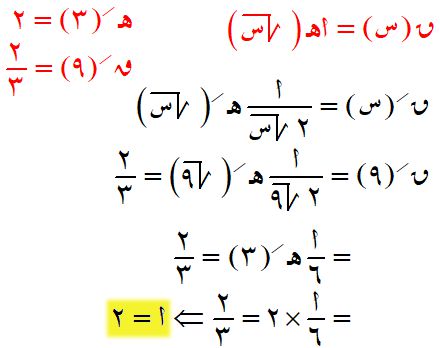 ق(س) = اهـ(√س)
هـ′(٣) = ٢
ق′(٩) = ٢/٣
ق′(س) = ا/(٢√س) هـ′(√س)
ق′(٩) = ا/(٢√٩) هـ′(√٩) = ٢/٣
= ا/٦ هـ′(٣) = ٢/٣
= ا/٦ × ٢ = ٢/٣ ⇐ ا = ٢